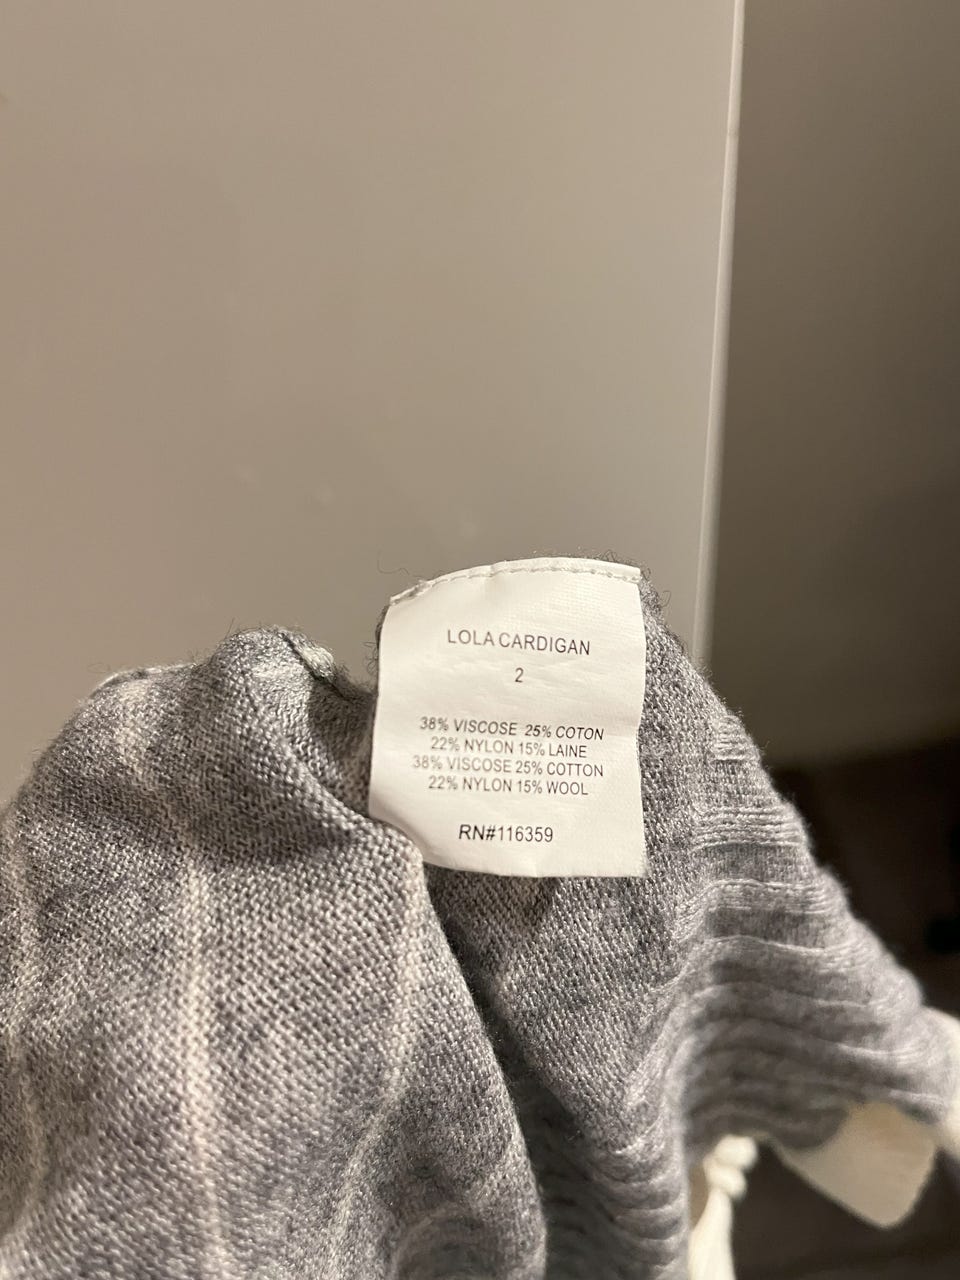 LOLA CARDIGAN
2
38% VISCOSE 25% COTON
22% NYLON 15% LAINE
38% VISCOSE 25% COTTON
22% NYLON 15% WOOL
RN#116359